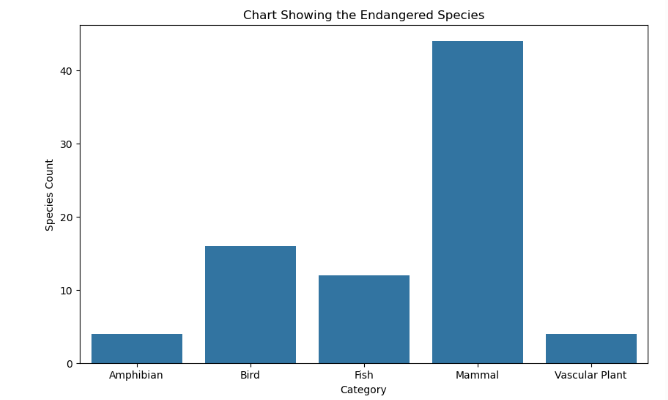 Chart Showing the Endangered Species
40
30
20
10
0
Species Count
Amphibian Bird Fish Mammal Vascular Plant
Category